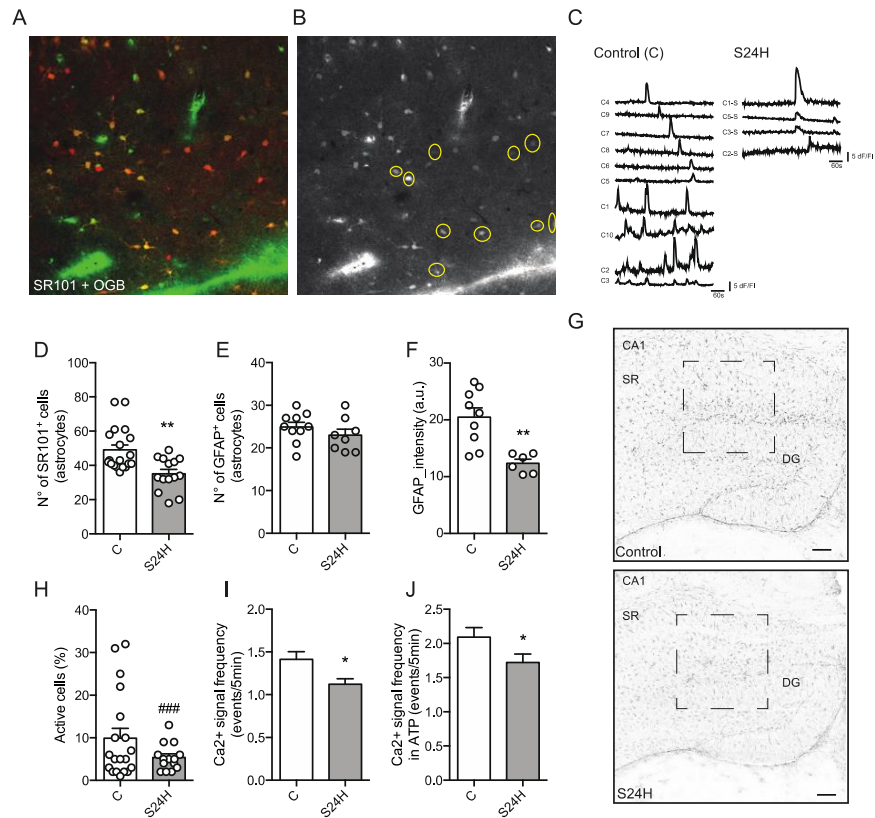 A
B
C
SR101 + OGB
Control (C)
S24H
C4
C9
C7
C8
C6
C5
C1
C10
C2
C3
60s
5 dF/Fl
C1-S
C5-S
C3-S
C2-S
5 dF/Fl
60s
D
N° of SR101+ cells
(astrocytes)
100
80
60
40
20
0
**
C
S24H
E
N° of GFAP+ cells
(astrocytes)
40
30
20
10
0
C
S24H
F
GFAP_intensity (a.u.)
30
20
10
0
**
C
S24H
G
CA1
SR
DG
Control
CA1
SR
DG
S24H
H
Active cells (%)
40
30
20
10
0
###
C
S24H
I
Ca2+ signal frequency
(events/5min)
2.0
1.5
1.0
0.5
0.0
*
C
S24H
J
Ca2+ signal frequency
in ATP (events/5min)
2.5
2.0
1.5
1.0
0.5
0.0
*
C
S24H